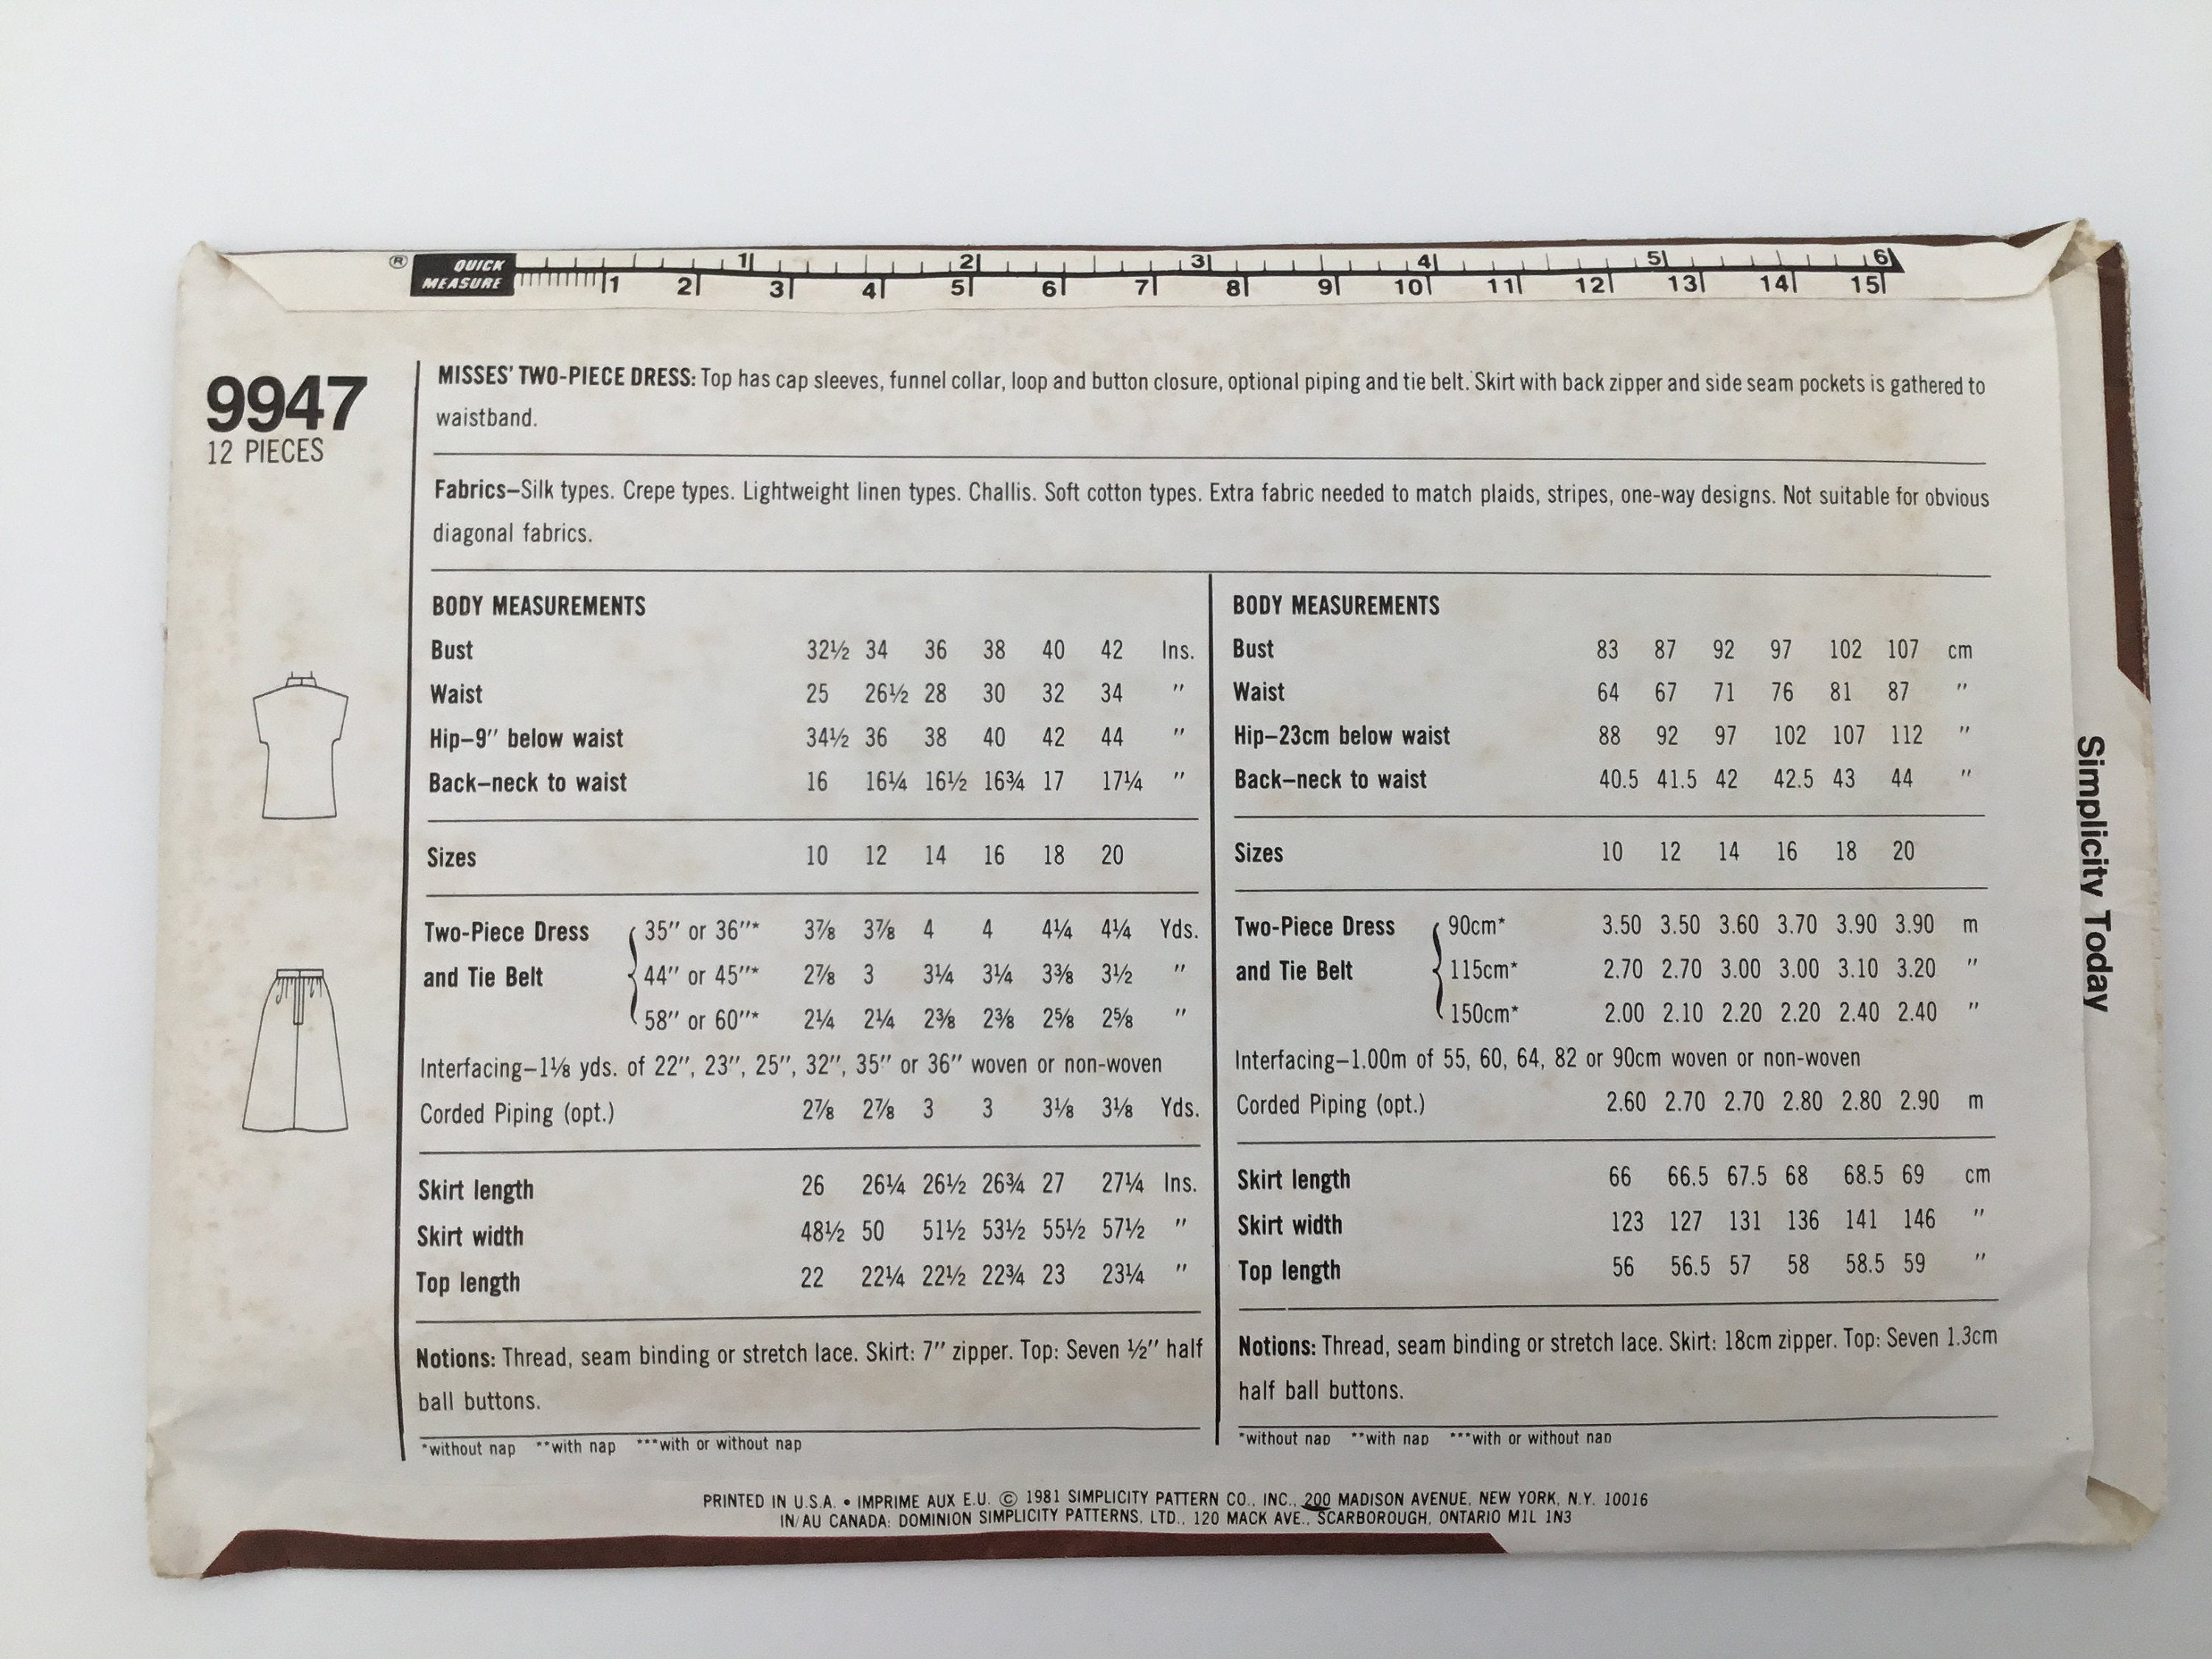 ® QUICK MEASURE 1 2 3 4 5 6
1 2 3 4 5 6 7 8 9 10 11 12 13 14 15
9947
12 PIECES
MISSES' TWO-PIECE DRESS: Top has cap sleeves, funnel collar, loop and button closure, optional piping and tie belt. Skirt with back zipper and side seam pockets is gathered to
waistband.
Fabrics–Silk types. Crepe types. Lightweight linen types. Challis. Soft cotton types. Extra fabric needed to match plaids, stripes, one-way designs. Not suitable for obvious
diagonal fabrics.
BODY MEASUREMENTS
Bust 32½ 34 36 38 40 42 Ins.
Waist 25 26½ 28 30 32 34 "
Hip–9" below waist 34½ 36 38 40 42 44 "
Back–neck to waist 16 16¼ 16½ 16¾ 17 17¼ "
Sizes 10 12 14 16 18 20
Two-Piece Dress 35" or 36"* 3⅞ 3⅞ 4 4 4¼ 4¼ Yds.
and Tie Belt 44" or 45"* 2⅞ 3 3¼ 3¼ 3⅜ 3½ "
58" or 60"* 2¼ 2¼ 2⅜ 2⅜ 2⅝ 2⅝ "
Interfacing–1⅛ yds. of 22", 23", 25", 32", 35" or 36" woven or non-woven
Corded Piping (opt.) 2⅞ 2⅞ 3 3 3⅛ 3⅛ Yds.
Skirt length 26 26¼ 26½ 26¾ 27 27¼ Ins.
Skirt width 48½ 50 51½ 53½ 55½ 57½ "
Top length 22 22¼ 22½ 22¾ 23 23¼ "
Notions: Thread, seam binding or stretch lace. Skirt: 7" zipper. Top: Seven ½" half
ball buttons.
*without nap **with nap ***with or without nap
BODY MEASUREMENTS
Bust 83 87 92 97 102 107 cm
Waist 64 67 71 76 81 87 "
Hip–23cm below waist 88 92 97 102 107 112 "
Back–neck to waist 40.5 41.5 42 42.5 43 44 "
Sizes 10 12 14 16 18 20
Two-Piece Dress 90cm* 3.50 3.50 3.60 3.70 3.90 3.90 m
and Tie Belt 115cm* 2.70 2.70 3.00 3.00 3.10 3.20 "
150cm* 2.00 2.10 2.20 2.20 2.40 2.40 "
Interfacing–1.00m of 55, 60, 64, 82 or 90cm woven or non-woven
Corded Piping (opt.) 2.60 2.70 2.70 2.80 2.80 2.90 m
Skirt length 66 66.5 67.5 68 68.5 69 cm
Skirt width 123 127 131 136 141 146 "
Top length 56 56.5 57 58 58.5 59 "
Notions: Thread, seam binding or stretch lace. Skirt: 18cm zipper. Top: Seven 1.3cm
half ball buttons.
*without nap **with nap ***with or without nap
Simplicity Today
PRINTED IN U.S.A. • IMPRIME AUX E.U. © 1981 SIMPLICITY PATTERN CO., INC., 200 MADISON AVENUE, NEW YORK, N.Y. 10016
IN/AU CANADA: DOMINION SIMPLICITY PATTERNS, LTD., 120 MACK AVE., SCARBOROUGH, ONTARIO M1L 1N3